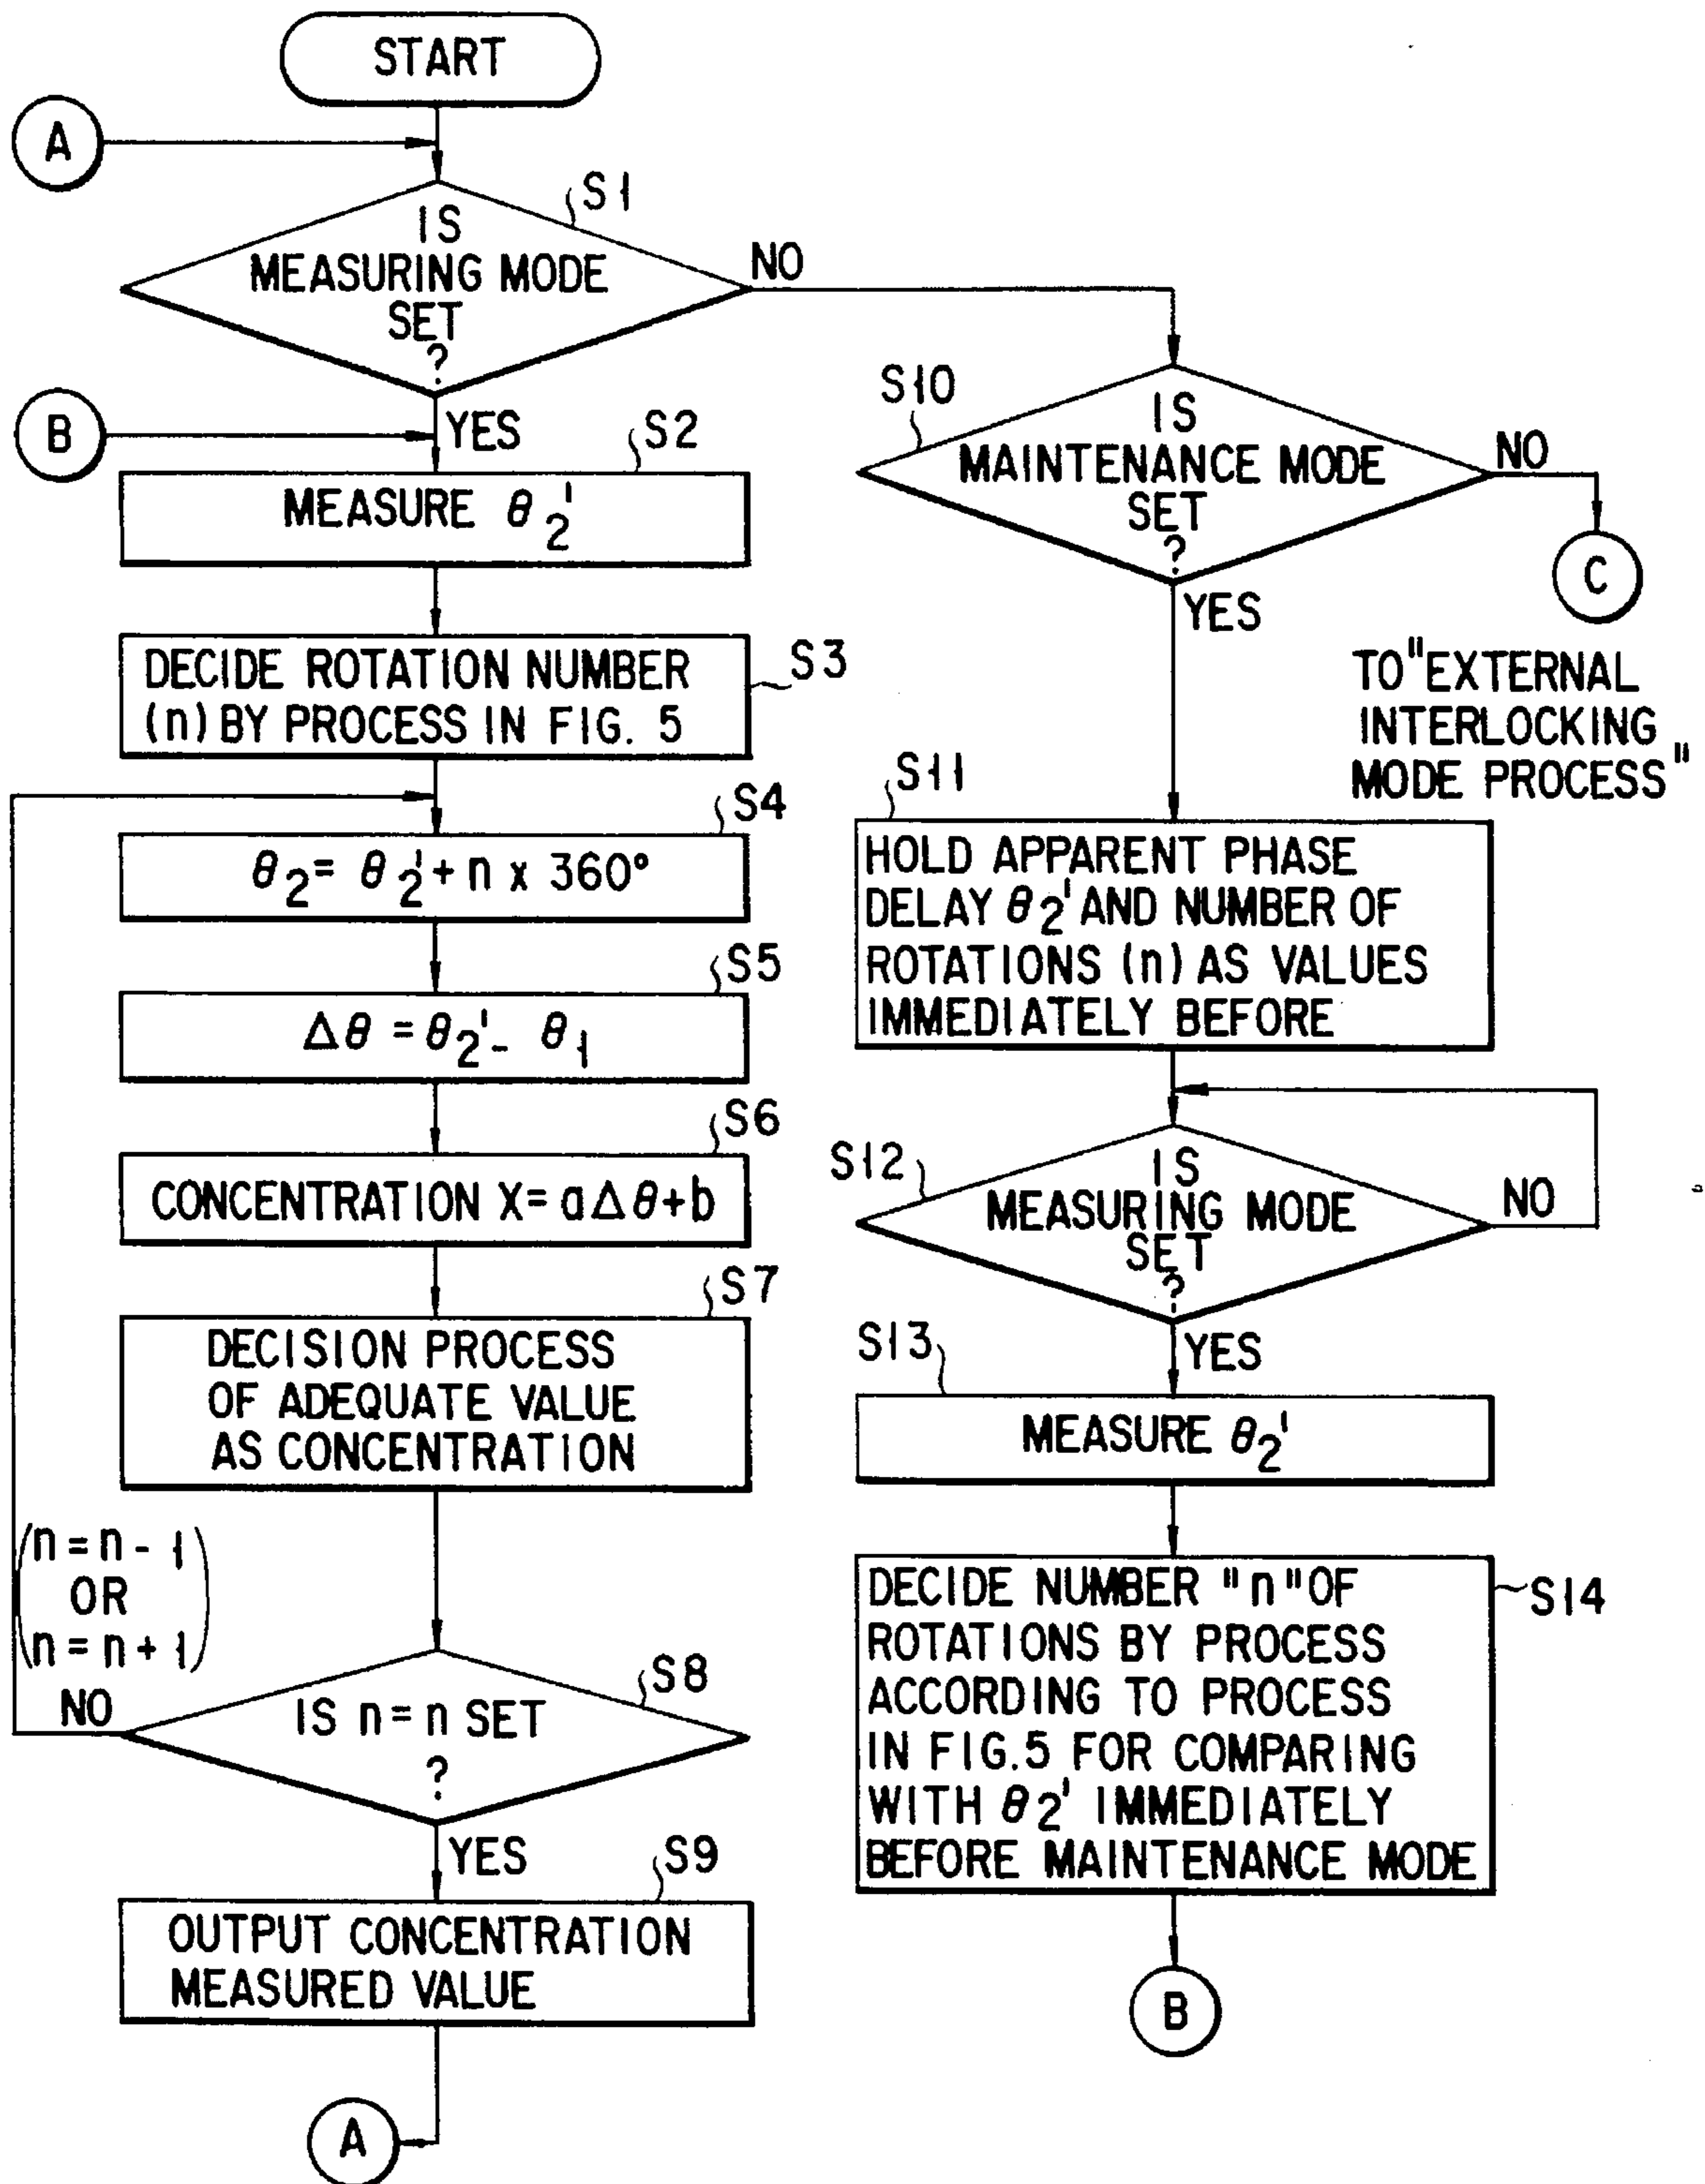 START
A
S1
IS
MEASURING MODE
SET
?
NO
B
YES
S2
MEASURE θ2'
DECIDE ROTATION NUMBER
(n) BY PROCESS IN FIG. 5
S3
S4
θ2= θ2'+n x 360°
S5
Δθ =θ2'- θ1
S6
CONCENTRATION X=aΔθ+b
S7
DECISION PROCESS
OF ADEQUATE VALUE
AS CONCENTRATION
(n=n-1
OR
n=n+1)
NO
S8
IS n=n SET
?
YES
S9
OUTPUT CONCENTRATION
MEASURED VALUE
A
S10
IS
MAINTENANCE MODE
SET
?
NO
C
YES
TO "EXTERNAL
INTERLOCKING
MODE PROCESS"
S11
HOLD APPARENT PHASE
DELAY θ2' AND NUMBER OF
ROTATIONS (n) AS VALUES
IMMEDIATELY BEFORE
S12
IS
MEASURING MODE
SET
?
NO
YES
S13
MEASURE θ2'
DECIDE NUMBER "n" OF
ROTATIONS BY PROCESS
ACCORDING TO PROCESS
IN FIG.5 FOR COMPARING
WITH θ2' IMMEDIATELY
BEFORE MAINTENANCE MODE
S14
B